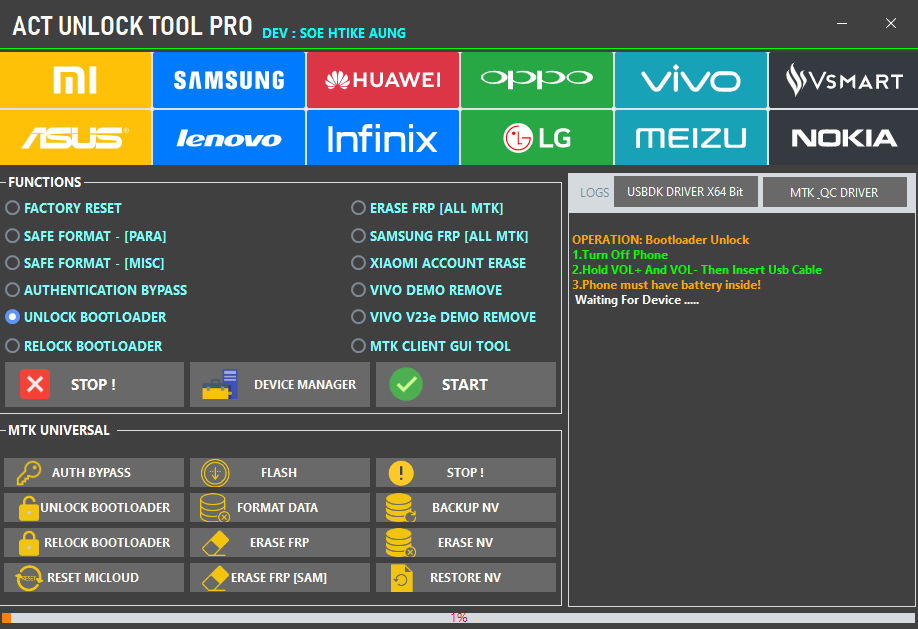 ACT UNLOCK TOOL PRO
DEV : SOE HTIKE AUNG
MI SAMSUNG HUAWEI oppo vivo VSMART
ASUS lenovo Infinix LG MEIZU NOKIA
FUNCTIONS
FACTORY RESET
ERASE FRP [ALL MTK]
SAFE FORMAT - [PARA]
SAMSUNG FRP [ALL MTK]
SAFE FORMAT - [MISC]
XIAOMI ACCOUNT ERASE
AUTHENTICATION BYPASS
VIVO DEMO REMOVE
UNLOCK BOOTLOADER
VIVO V23e DEMO REMOVE
RELOCK BOOTLOADER
MTK CLIENT GUI TOOL
STOP !
DEVICE MANAGER
START
MTK UNIVERSAL
AUTH BYPASS
FLASH
STOP !
UNLOCK BOOTLOADER
FORMAT DATA
BACKUP NV
RELOCK BOOTLOADER
ERASE FRP
ERASE NV
RESET
RESET MICLOUD
ERASE FRP [SAM]
RESTORE NV
LOGS
USBDK DRIVER X64 Bit
MTK_QC DRIVER
OPERATION: Bootloader Unlock
1.Turn Off Phone
2.Hold VOL+ And VOL- Then Insert Usb Cable
3.Phone must have battery inside!
Waiting For Device .....
1%